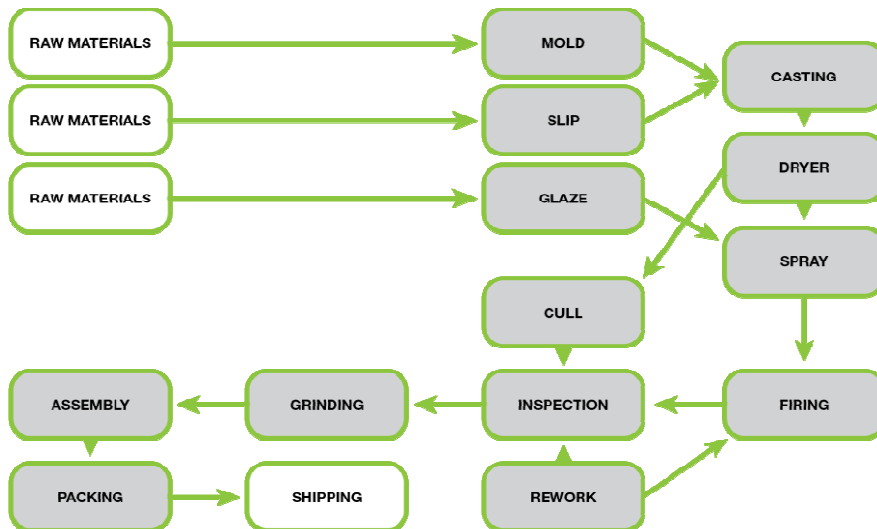 RAW MATERIALS
MOLD
CASTING
RAW MATERIALS
SLIP
DRYER
RAW MATERIALS
GLAZE
SPRAY
CULL
ASSEMBLY
GRINDING
INSPECTION
FIRING
PACKING
SHIPPING
REWORK